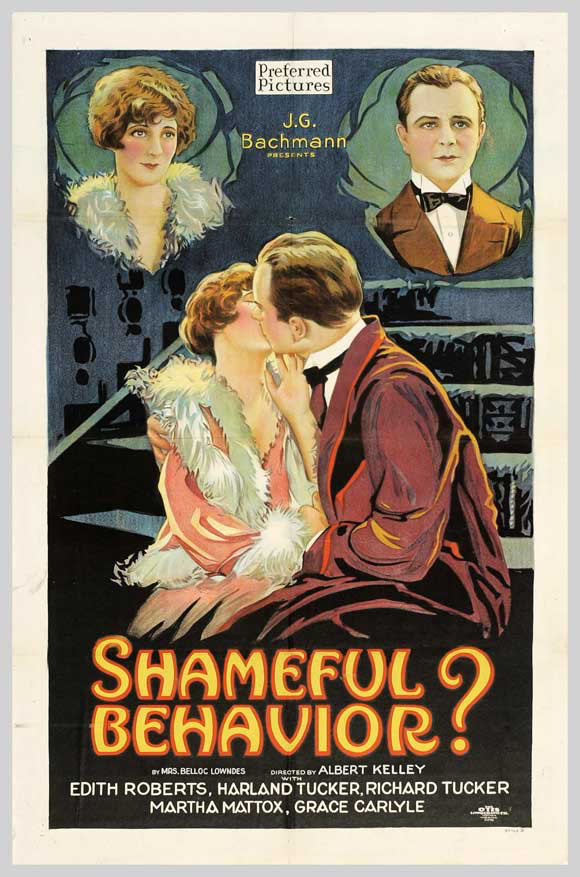 Preferred
Pictures
J.G.
Bachmann
PRESENTS
SHAMEFUL
BEHAVIOR?
BY MRS. BELLOC LOWNDES DIRECTED BY ALBERT KELLEY
WITH
EDITH ROBERTS, HARLAND TUCKER, RICHARD TUCKER
MARTHA MATTOX, GRACE CARLYLE
OTIS